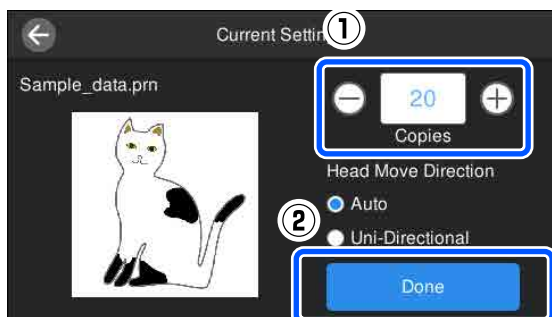 Current Settin
1
Sample_data.prn
20
Copies
Head Move Direction
Auto
2
Uni-Directional
Done